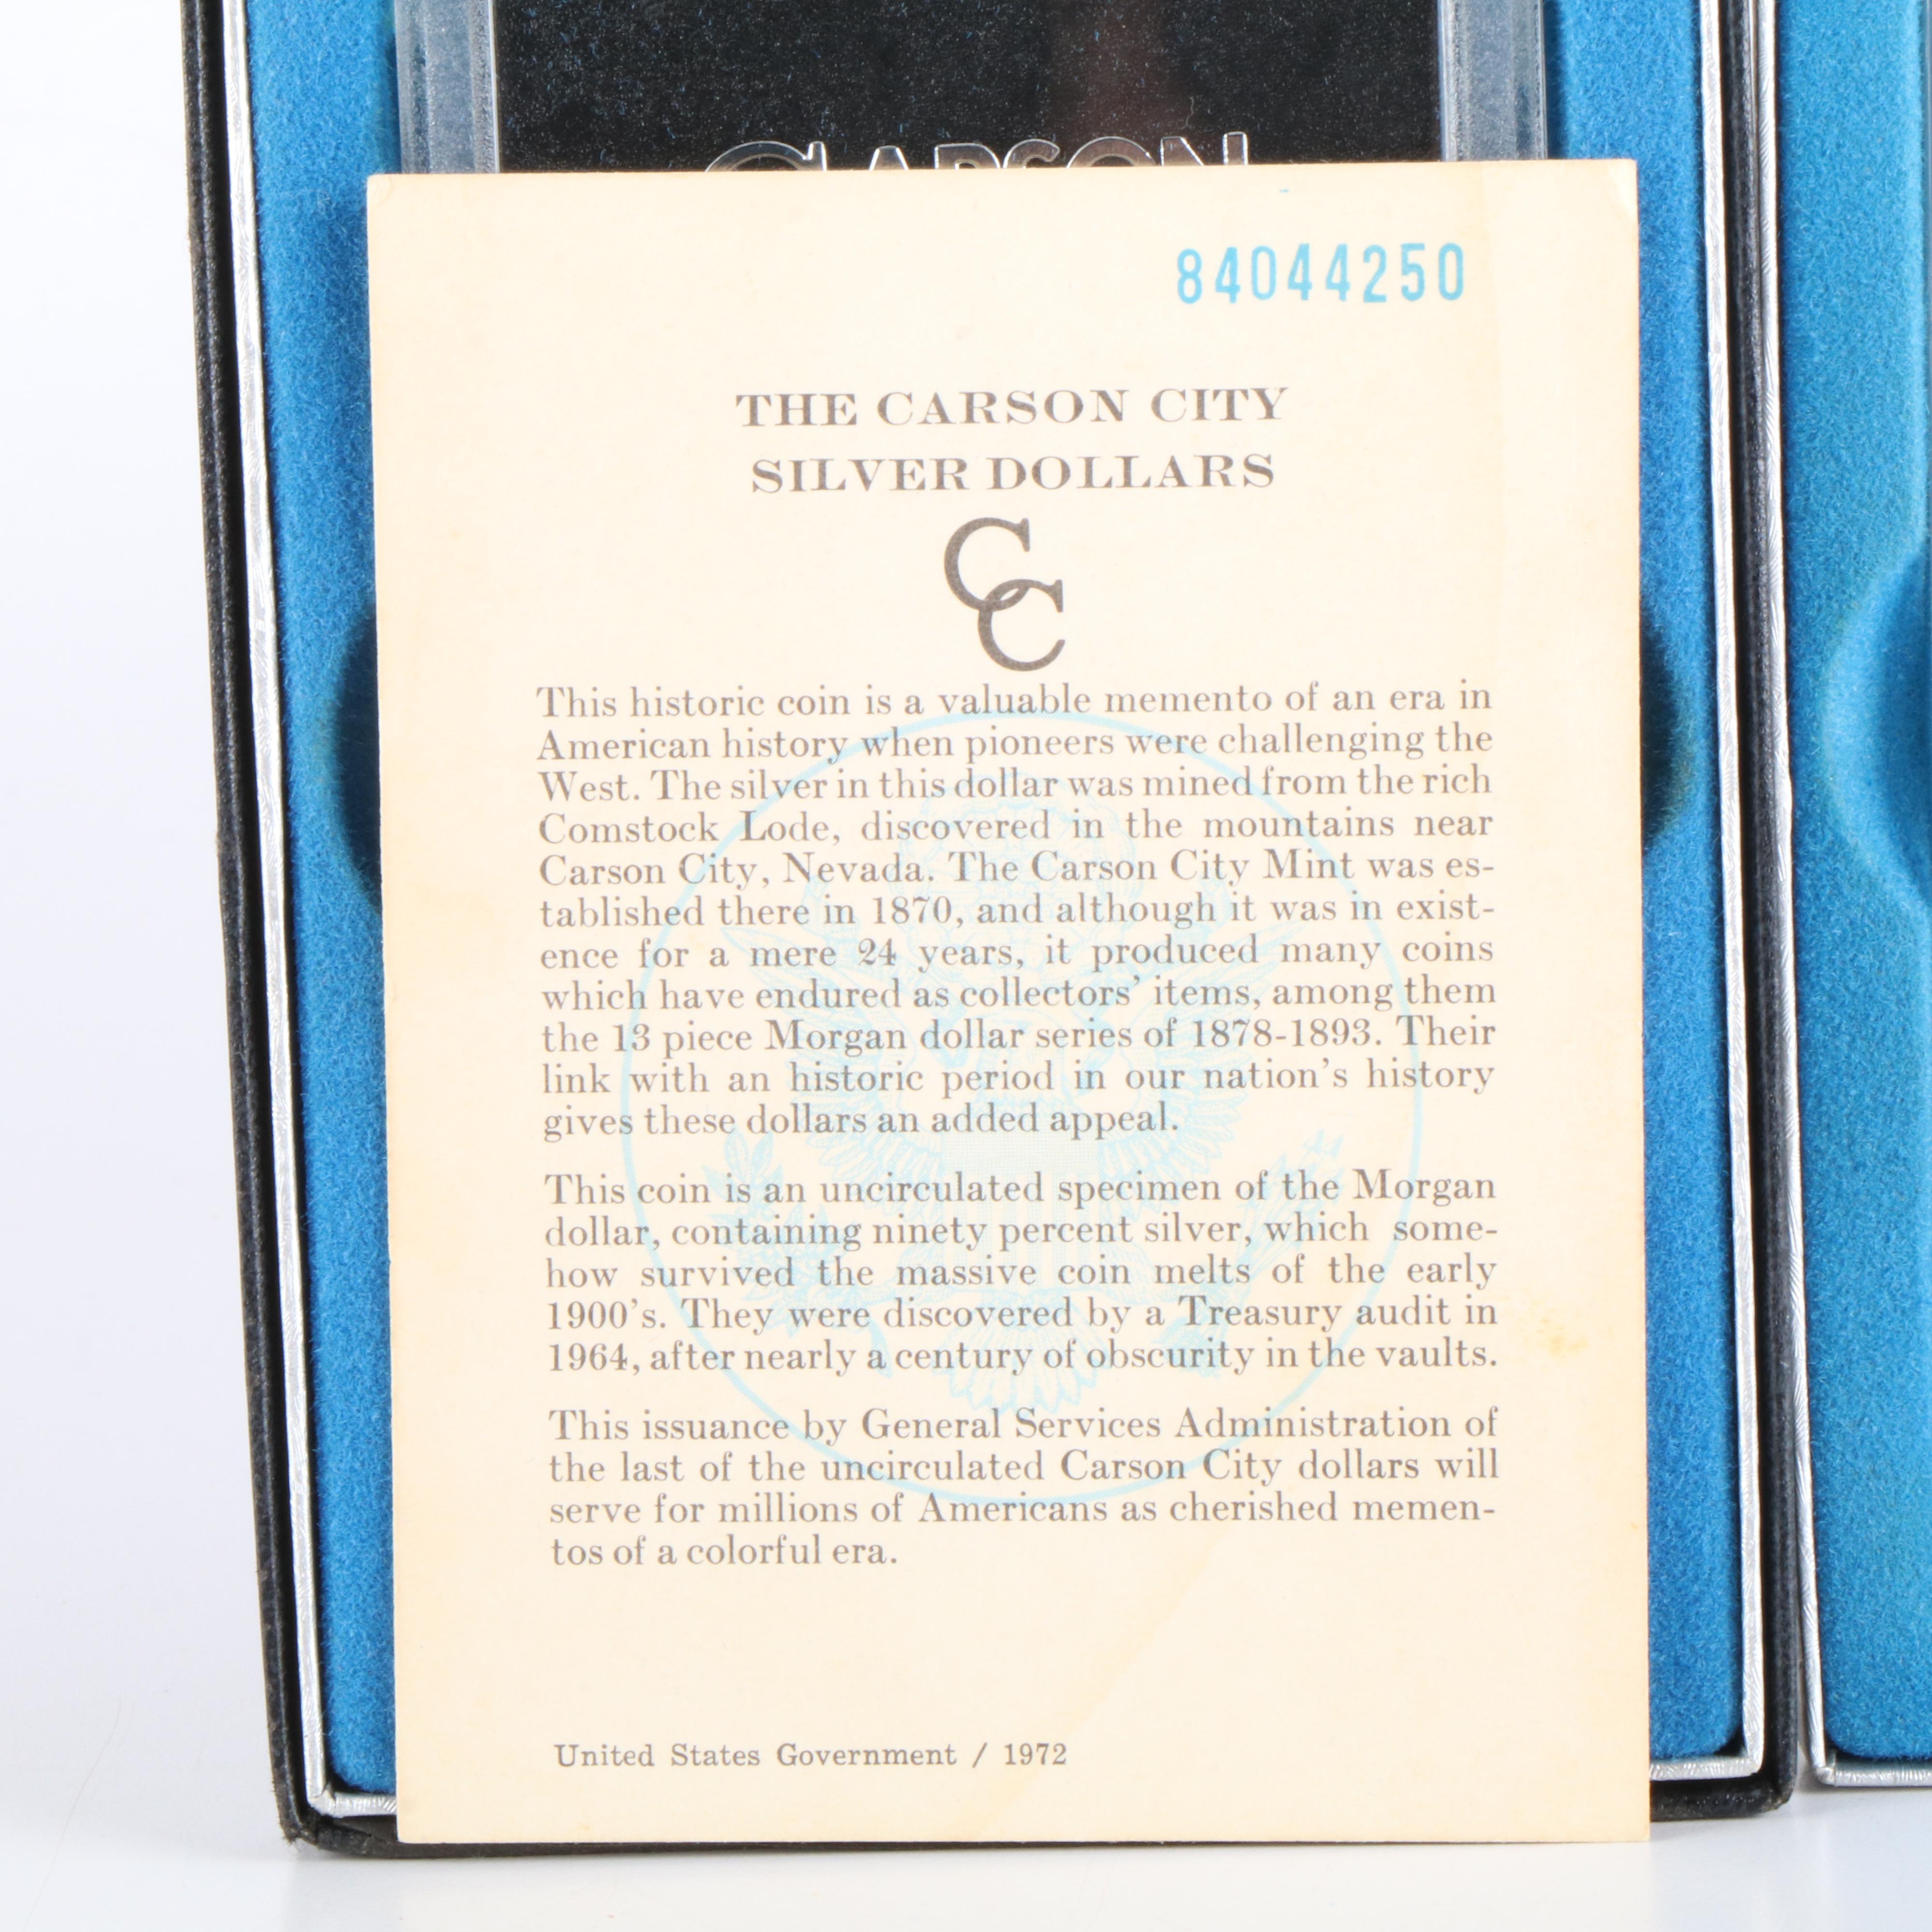 CARSON
84044250
THE CARSON CITY
SILVER DOLLARS
CC
This historic coin is a valuable memento of an era in
American history when pioneers were challenging the
West. The silver in this dollar was mined from the rich
Comstock Lode, discovered in the mountains near
Carson City, Nevada. The Carson City Mint was es-
tablished there in 1870, and although it was in exist-
ence for a mere 24 years, it produced many coins
which have endured as collectors' items, among them
the 13 piece Morgan dollar series of 1878-1893. Their
link with an historic period in our nation's history
gives these dollars an added appeal.
This coin is an uncirculated specimen of the Morgan
dollar, containing ninety percent silver, which some-
how survived the massive coin melts of the early
1900's. They were discovered by a Treasury audit in
1964, after nearly a century of obscurity in the vaults.
This issuance by General Services Administration of
the last of the uncirculated Carson City dollars will
serve for millions of Americans as cherished memen-
tos of a colorful era.
United States Government / 1972